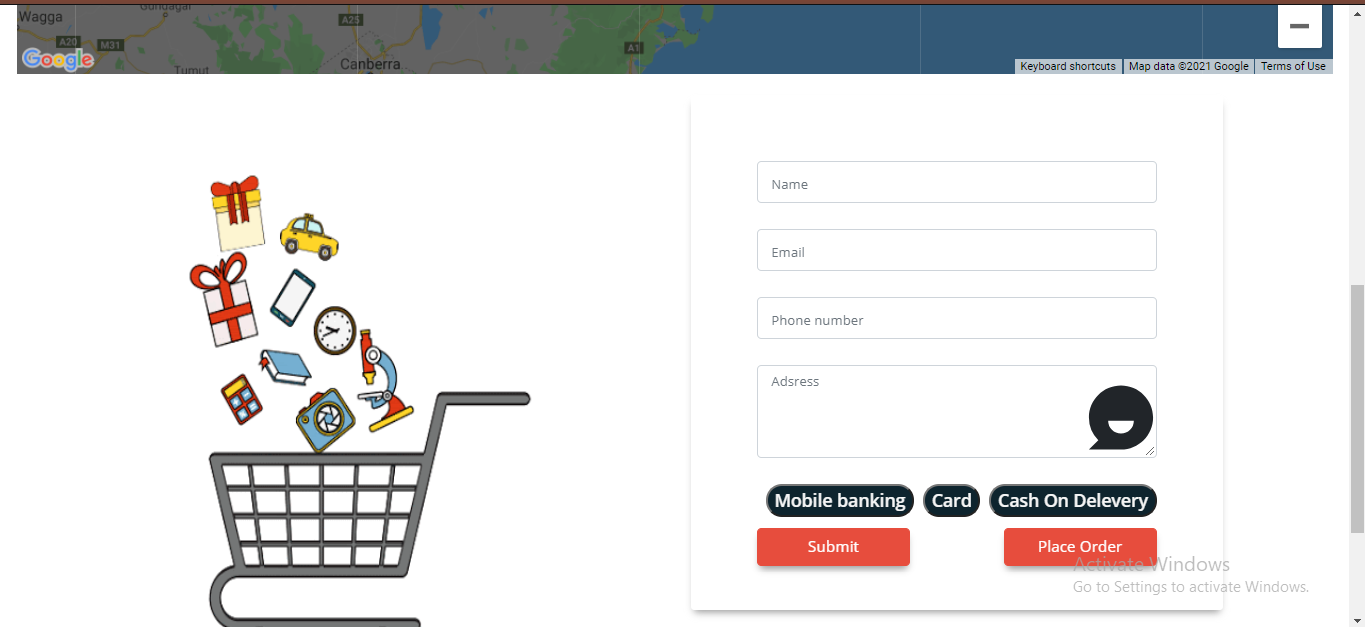 Wagga
Gundagai
A25
A20
M31
A1
Canberra
Tumut
Google
Keyboard shortcuts
Map data ©2021 Google
Terms of Use
Name
Email
Phone number
Adsress
Mobile banking
Card
Cash On Delevery
Submit
Place Order
Activate Windows
Go to Settings to activate Windows.